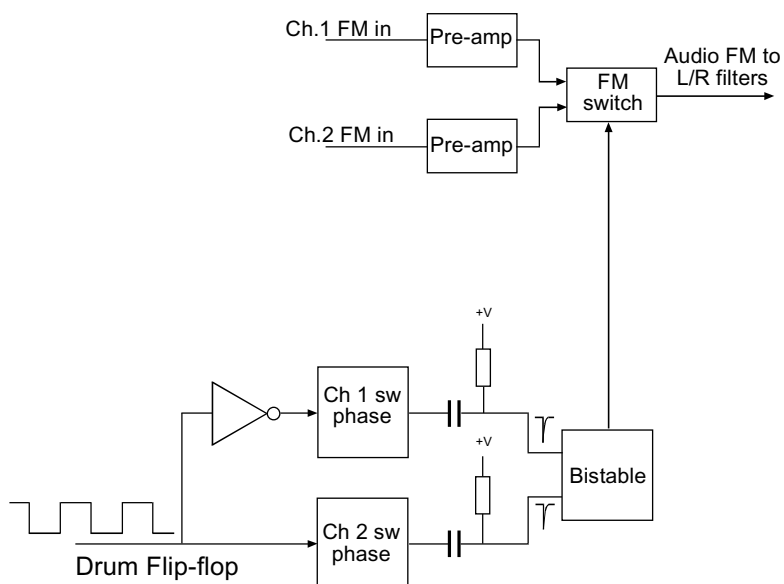 Ch.1 FM in
Pre-amp
Audio FM to
L/R filters
FM
switch
Ch.2 FM in
Pre-amp
+V
Ch 1 sw
phase
+V
Bistable
Ch 2 sw
phase
Drum Flip-flop